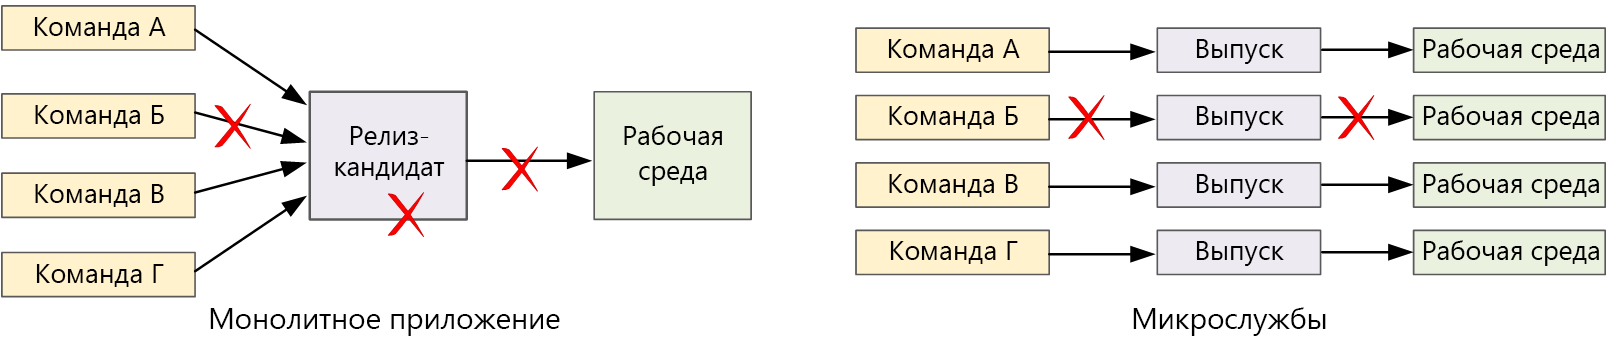 Команда А
Команда Б
Команда В
Команда Г
Релиз-
кандидат
Рабочая
среда
Монолитное приложение
Команда А
Выпуск
Рабочая среда
Команда Б
Выпуск
Рабочая среда
Команда В
Выпуск
Рабочая среда
Команда Г
Выпуск
Рабочая среда
Микрослужбы